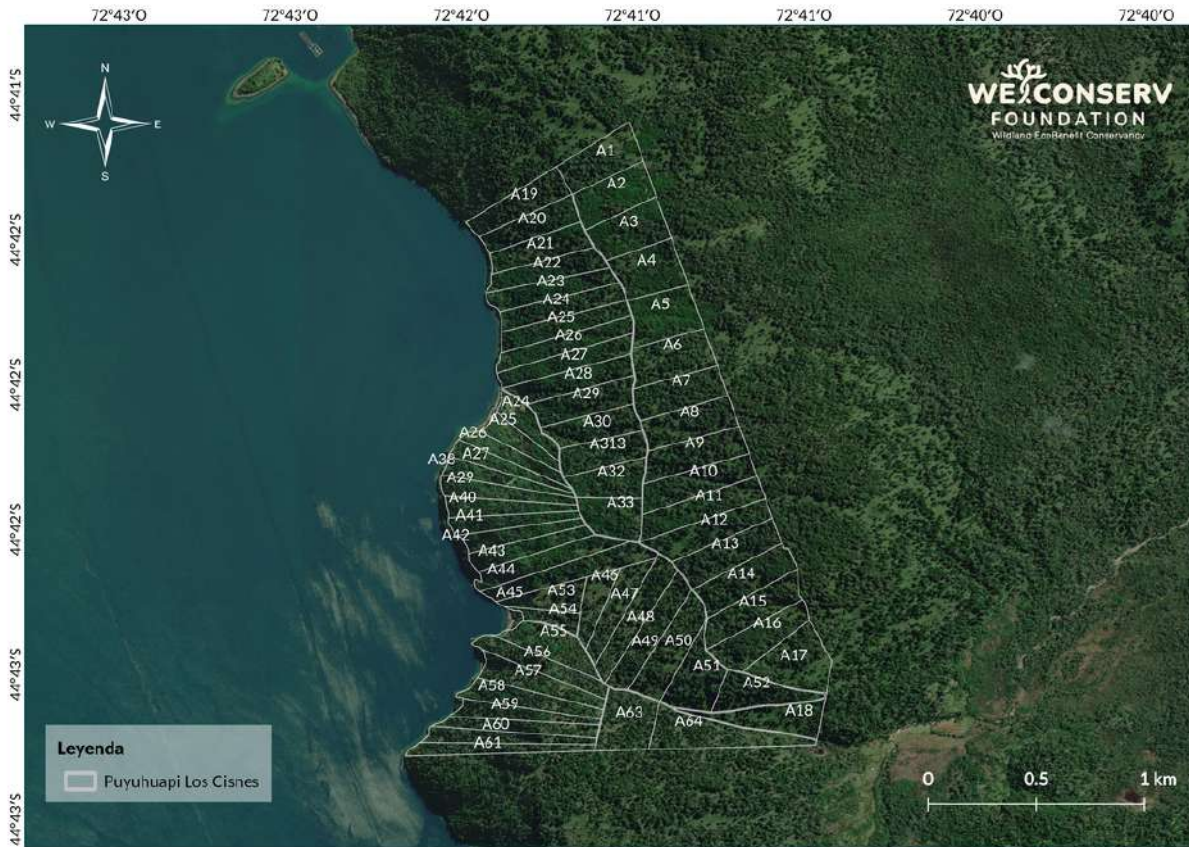 72°43'O 72°43'O 72°42'O 72°41'O 72°41'O 72°40'O 72°40'O
44°41'S
44°42'S
44°42'S
44°42'S
44°43'S
44°43'S
N
W E
S
WE CONSERV
FOUNDATION
Wildland EcoBenefit Conservancy
A1
A2
A3
A4
A5
A6
A7
A8
A9
A10
A11
A12
A13
A14
A15
A16
A17
A18
A19
A20
A21
A22
A23
A24
A25
A26
A27
A28
A29
A30
A313
A32
A33
A24
A25
A26
A27
A38
A29
A40
A41
A42
A43
A44
A45
A46
A47
A48
A49
A50
A51
A52
A53
A54
A55
A56
A57
A58
A59
A60
A61
A63
A64
Leyenda
Puyuhuapi Los Cisnes
0 0.5 1 km